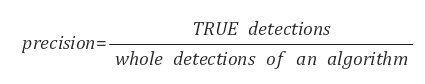 TRUE detections
precision=
whole detections of an algorithm